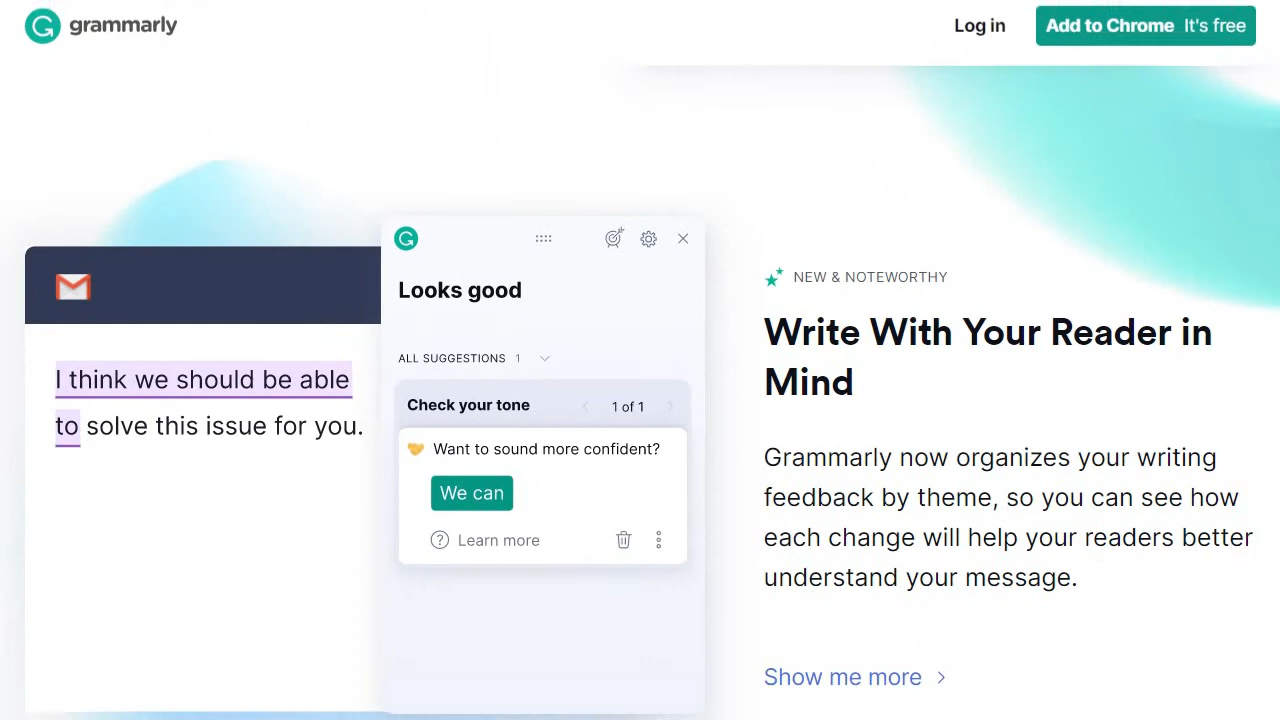 grammarly
Log in
Add to Chrome It's free
I think we should be able
to solve this issue for you.
Looks good
ALL SUGGESTIONS 1
Check your tone
1 of 1
Want to sound more confident?
We can
Learn more
NEW & NOTEWORTHY
Write With Your Reader in
Mind
Grammarly now organizes your writing
feedback by theme, so you can see how
each change will help your readers better
understand your message.
Show me more